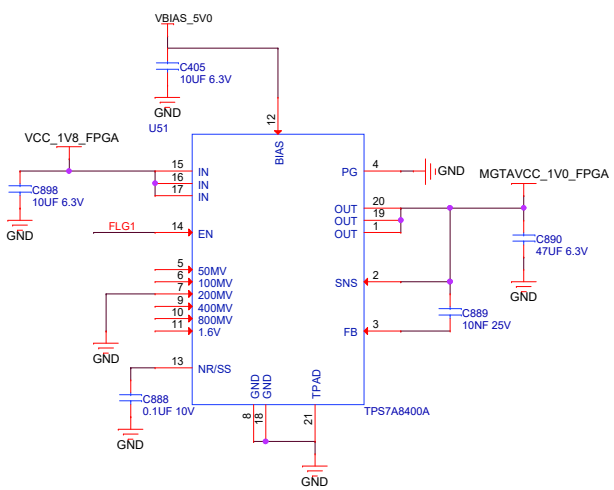 VBIAS_5V0
C405
10UF 6.3V
GND
U51
12
VCC_1V8_FPGA
BIAS
15
IN
PG
4
GND
MGTAVCC_1V0_FPGA
16
IN
17
IN
C898
10UF 6.3V
GND
OUT
20
OUT
19
OUT
1
FLG1
14
EN
C890
47UF 6.3V
GND
5
50MV
6
100MV
7
200MV
9
400MV
10
800MV
11
1.6V
SNS
2
C889
10NF 25V
FB
3
GND
13
NR/SS
C888
0.1UF 10V
GND
GND
GND
TPAD
8
18
21
TPS7A8400A
GND